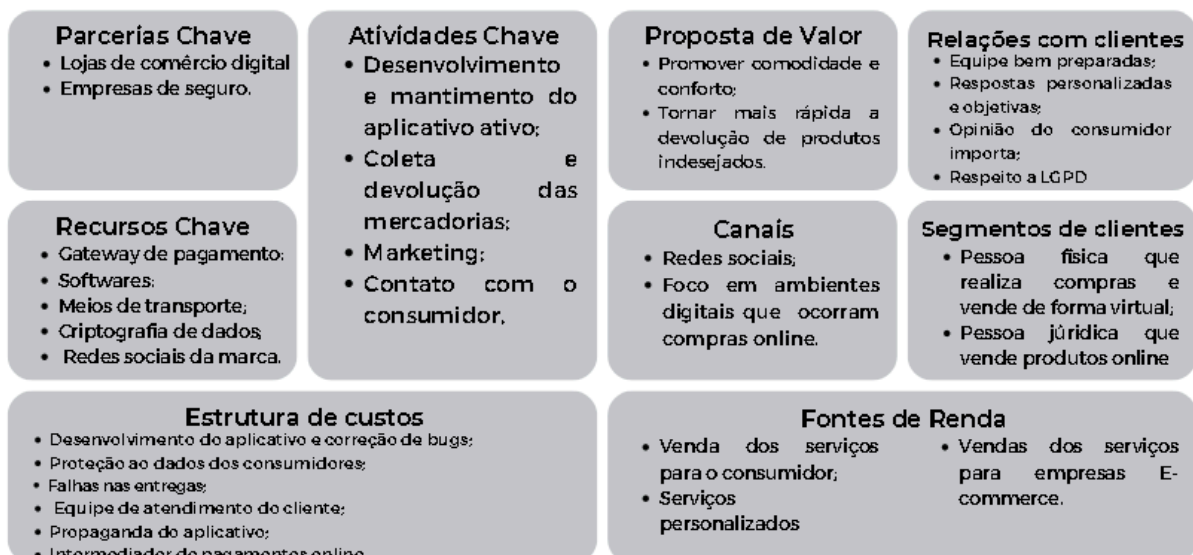 Parcerias Chave
• Lojas de comércio digital
• Empresas de seguro.
Atividades Chave
• Desenvolvimento
e mantimento do
aplicativo ativo;
• Coleta e
devolução das
mercadorias;
• Marketing;
• Contato com o
consumidor.
Proposta de Valor
• Promover comodidade e
conforto;
• Tornar mais rápida a
devolução de produtos
indesejados.
Relações com clientes
• Equipe bem preparadas;
• Respostas personalizadas
e objetivas;
• Opinião do consumidor
importa;
• Respeito a LGPD
Recursos Chave
• Gateway de pagamento;
• Softwares;
• Meios de transporte;
• Criptografia de dados;
• Redes sociais da marca.
Canais
• Redes sociais;
• Foco em ambientes
digitais que ocorram
compras online.
Segmentos de clientes
• Pessoa física que
realiza compras e
vende de forma virtual;
• Pessoa júridica que
vende produtos online
Estrutura de custos
• Desenvolvimento do aplicativo e correção de bugs;
• Proteção ao dados dos consumidores;
• Falhas nas entregas;
• Equipe de atendimento do cliente;
• Propaganda do aplicativo;
• Intermediador de pagamentos online
Fontes de Renda
• Venda dos serviços
para o consumidor;
• Serviços
personalizados
• Vendas dos serviços
para empresas E-
commerce.